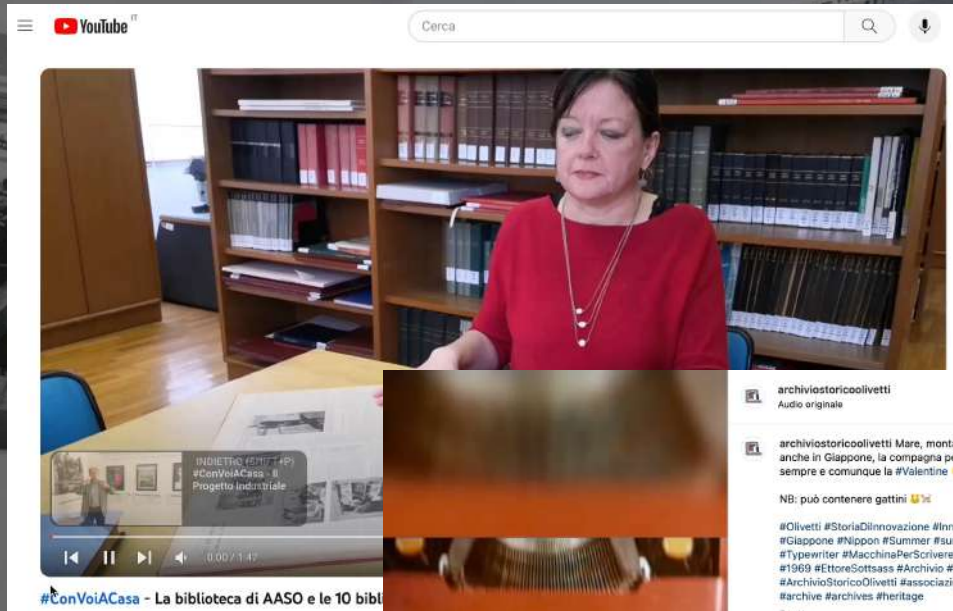 YouTube IT
Cerca
INDIETRO (SHIFT+P)
#ConVoiACasa - Il
Progetto Industriale
0:00 / 1:42
#ConVoiACasa - La biblioteca di AASO e le 10 bibl
archiviostoricoolivetti
Audio originale
archiviostoricoolivetti Mare, monta
anche in Giappone, la compagna pe
sempre e comunque la #Valentine
NB: può contenere gattini
#Olivetti #StoriaDiInnovazione #Inn
#Giappone #Nippon #Summer #su
#Typewriter #MacchinaPerScrivere
#1969 #EttoreSottsass #Archivio #
#ArchivioStoricoOlivetti #associazi
#archive #archives #heritage